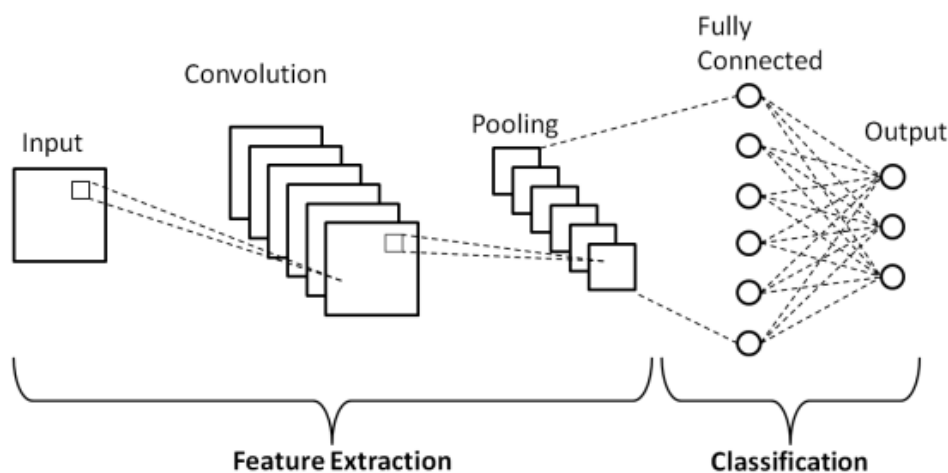 Input
Convolution
Pooling
Fully
Connected
Output
Feature Extraction
Classification